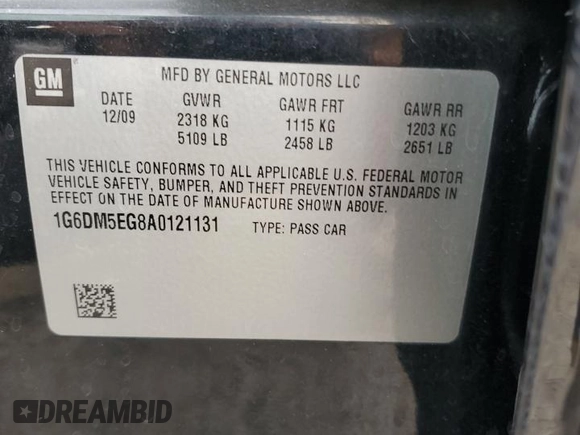 GM
MFD BY GENERAL MOTORS LLC
DATE GVWR GAWR FRT GAWR RR
12/09 2318 KG 1115 KG 1203 KG
5109 LB 2458 LB 2651 LB
THIS VEHICLE CONFORMS TO ALL APPLICABLE U.S. FEDERAL MOTOR
VEHICLE SAFETY, BUMPER, AND THEFT PREVENTION STANDARDS IN
EFFECT ON THE DATE OF MANUFACTURE SHOWN ABOVE.
1G6DM5EG8A0121131 TYPE: PASS CAR
DREAMBID